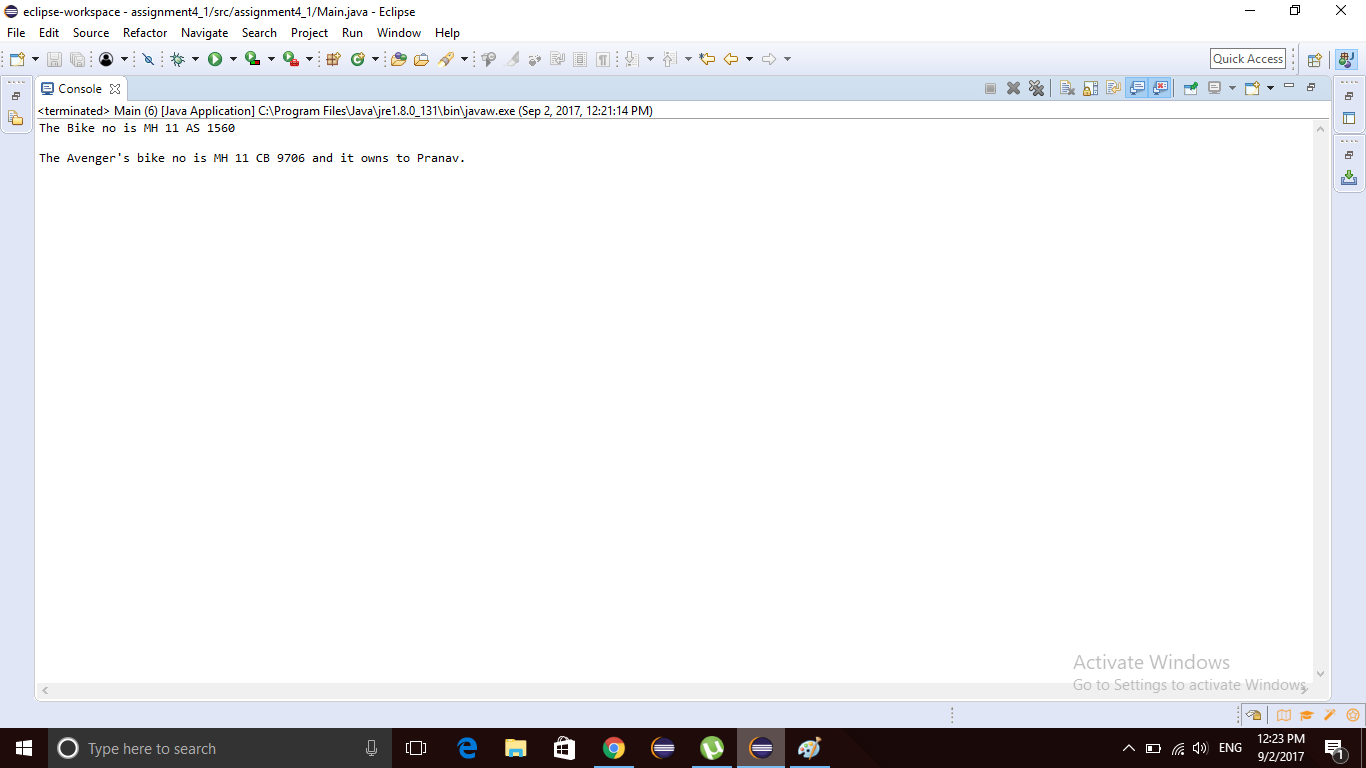 eclipse-workspace - assignment4_1/src/assignment4_1/Main.java - Eclipse
File Edit Source Refactor Navigate Search Project Run Window Help
Quick Access
Console
<terminated> Main (6) [Java Application] C:\Program Files\Java\jre1.8.0_131\bin\javaw.exe (Sep 2, 2017, 12:21:14 PM)
The Bike no is MH 11 AS 1560
The Avenger's bike no is MH 11 CB 9706 and it owns to Pranav.
Activate Windows
Go to Settings to activate Windows.
Type here to search
ENG
12:23 PM
9/2/2017
1